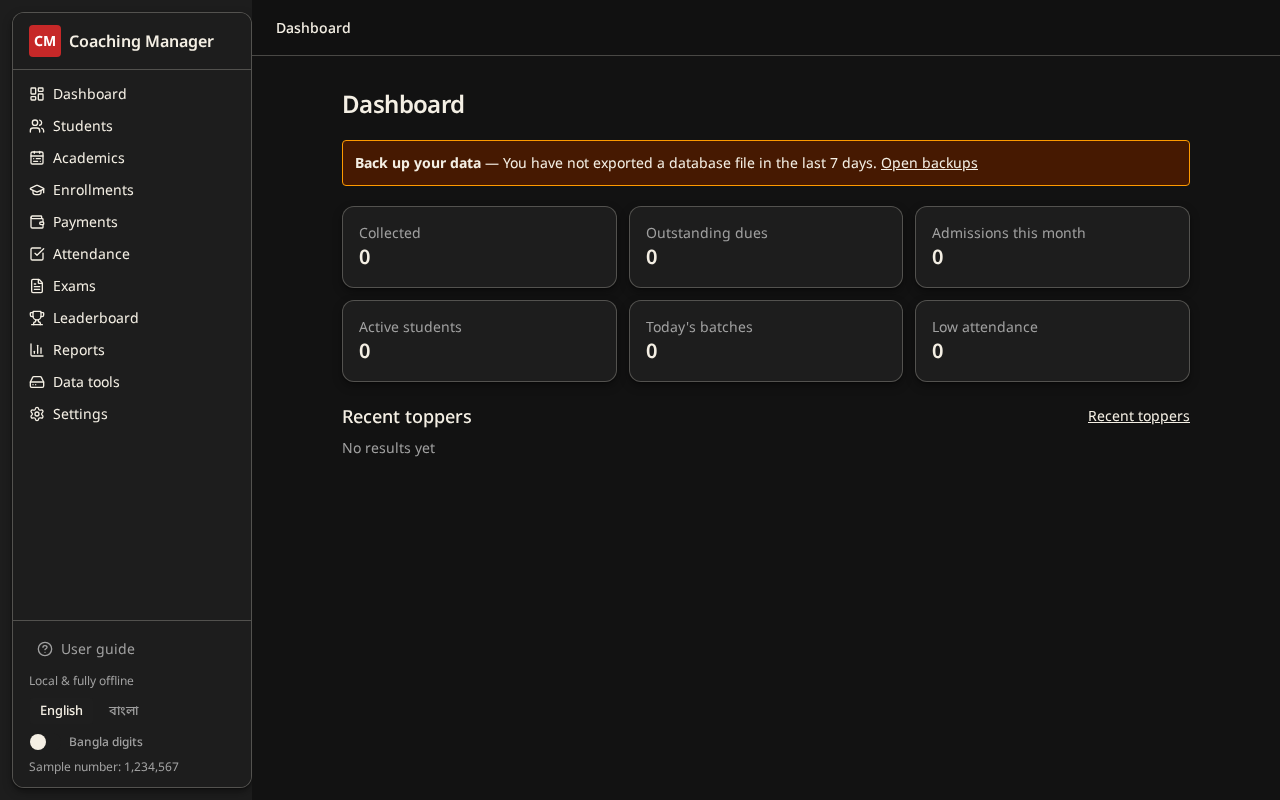 CM Coaching Manager
Dashboard
Students
Academics
Enrollments
Payments
Attendance
Exams
Leaderboard
Reports
Data tools
Settings
User guide
Local & fully offline
English বাংলা
Bangla digits
Sample number: 1,234,567
Dashboard
Dashboard
Back up your data — You have not exported a database file in the last 7 days. Open backups
Collected
0
Outstanding dues
0
Admissions this month
0
Active students
0
Today's batches
0
Low attendance
0
Recent toppers
Recent toppers
No results yet